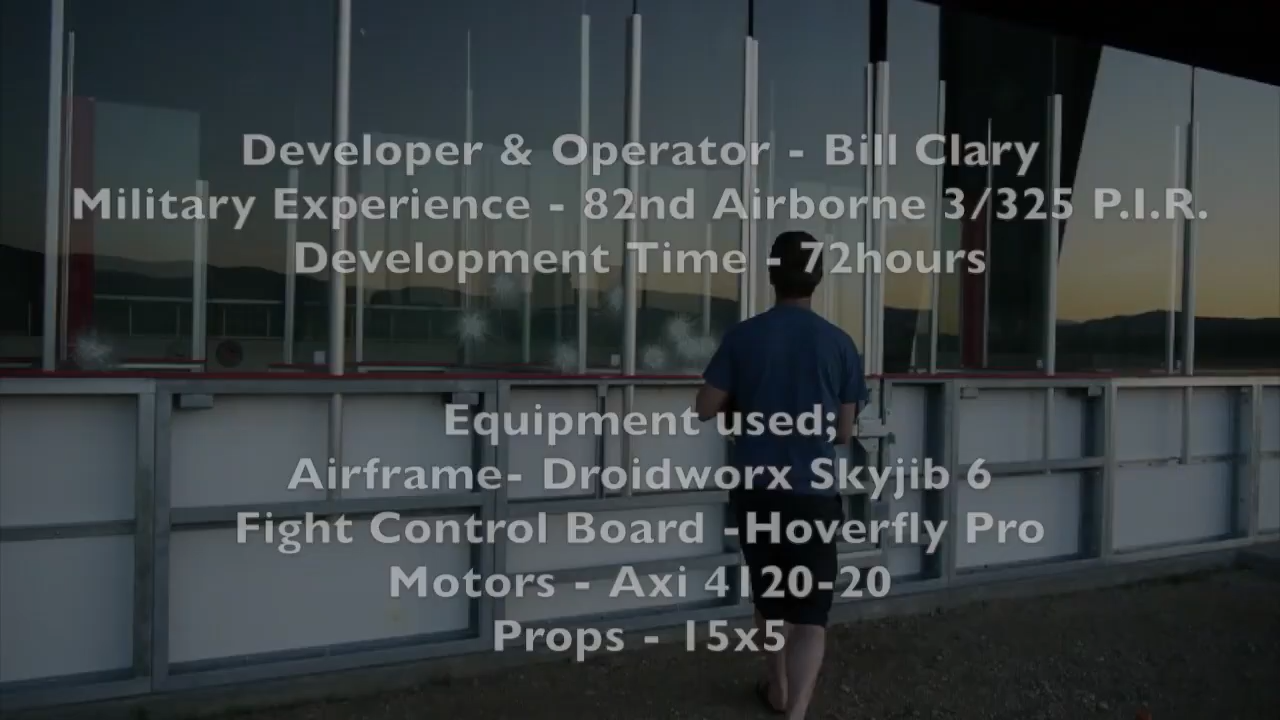 Developer & Operator - Bill Clary
Military Experience - 82nd Airborne 3/325 P.I.R.
Development Time - 72hours
Equipment used;
Airframe- Droidworx Skyjib 6
Fight Control Board -Hoverfly Pro
Motors - Axi 4120-20
Props - 15x5